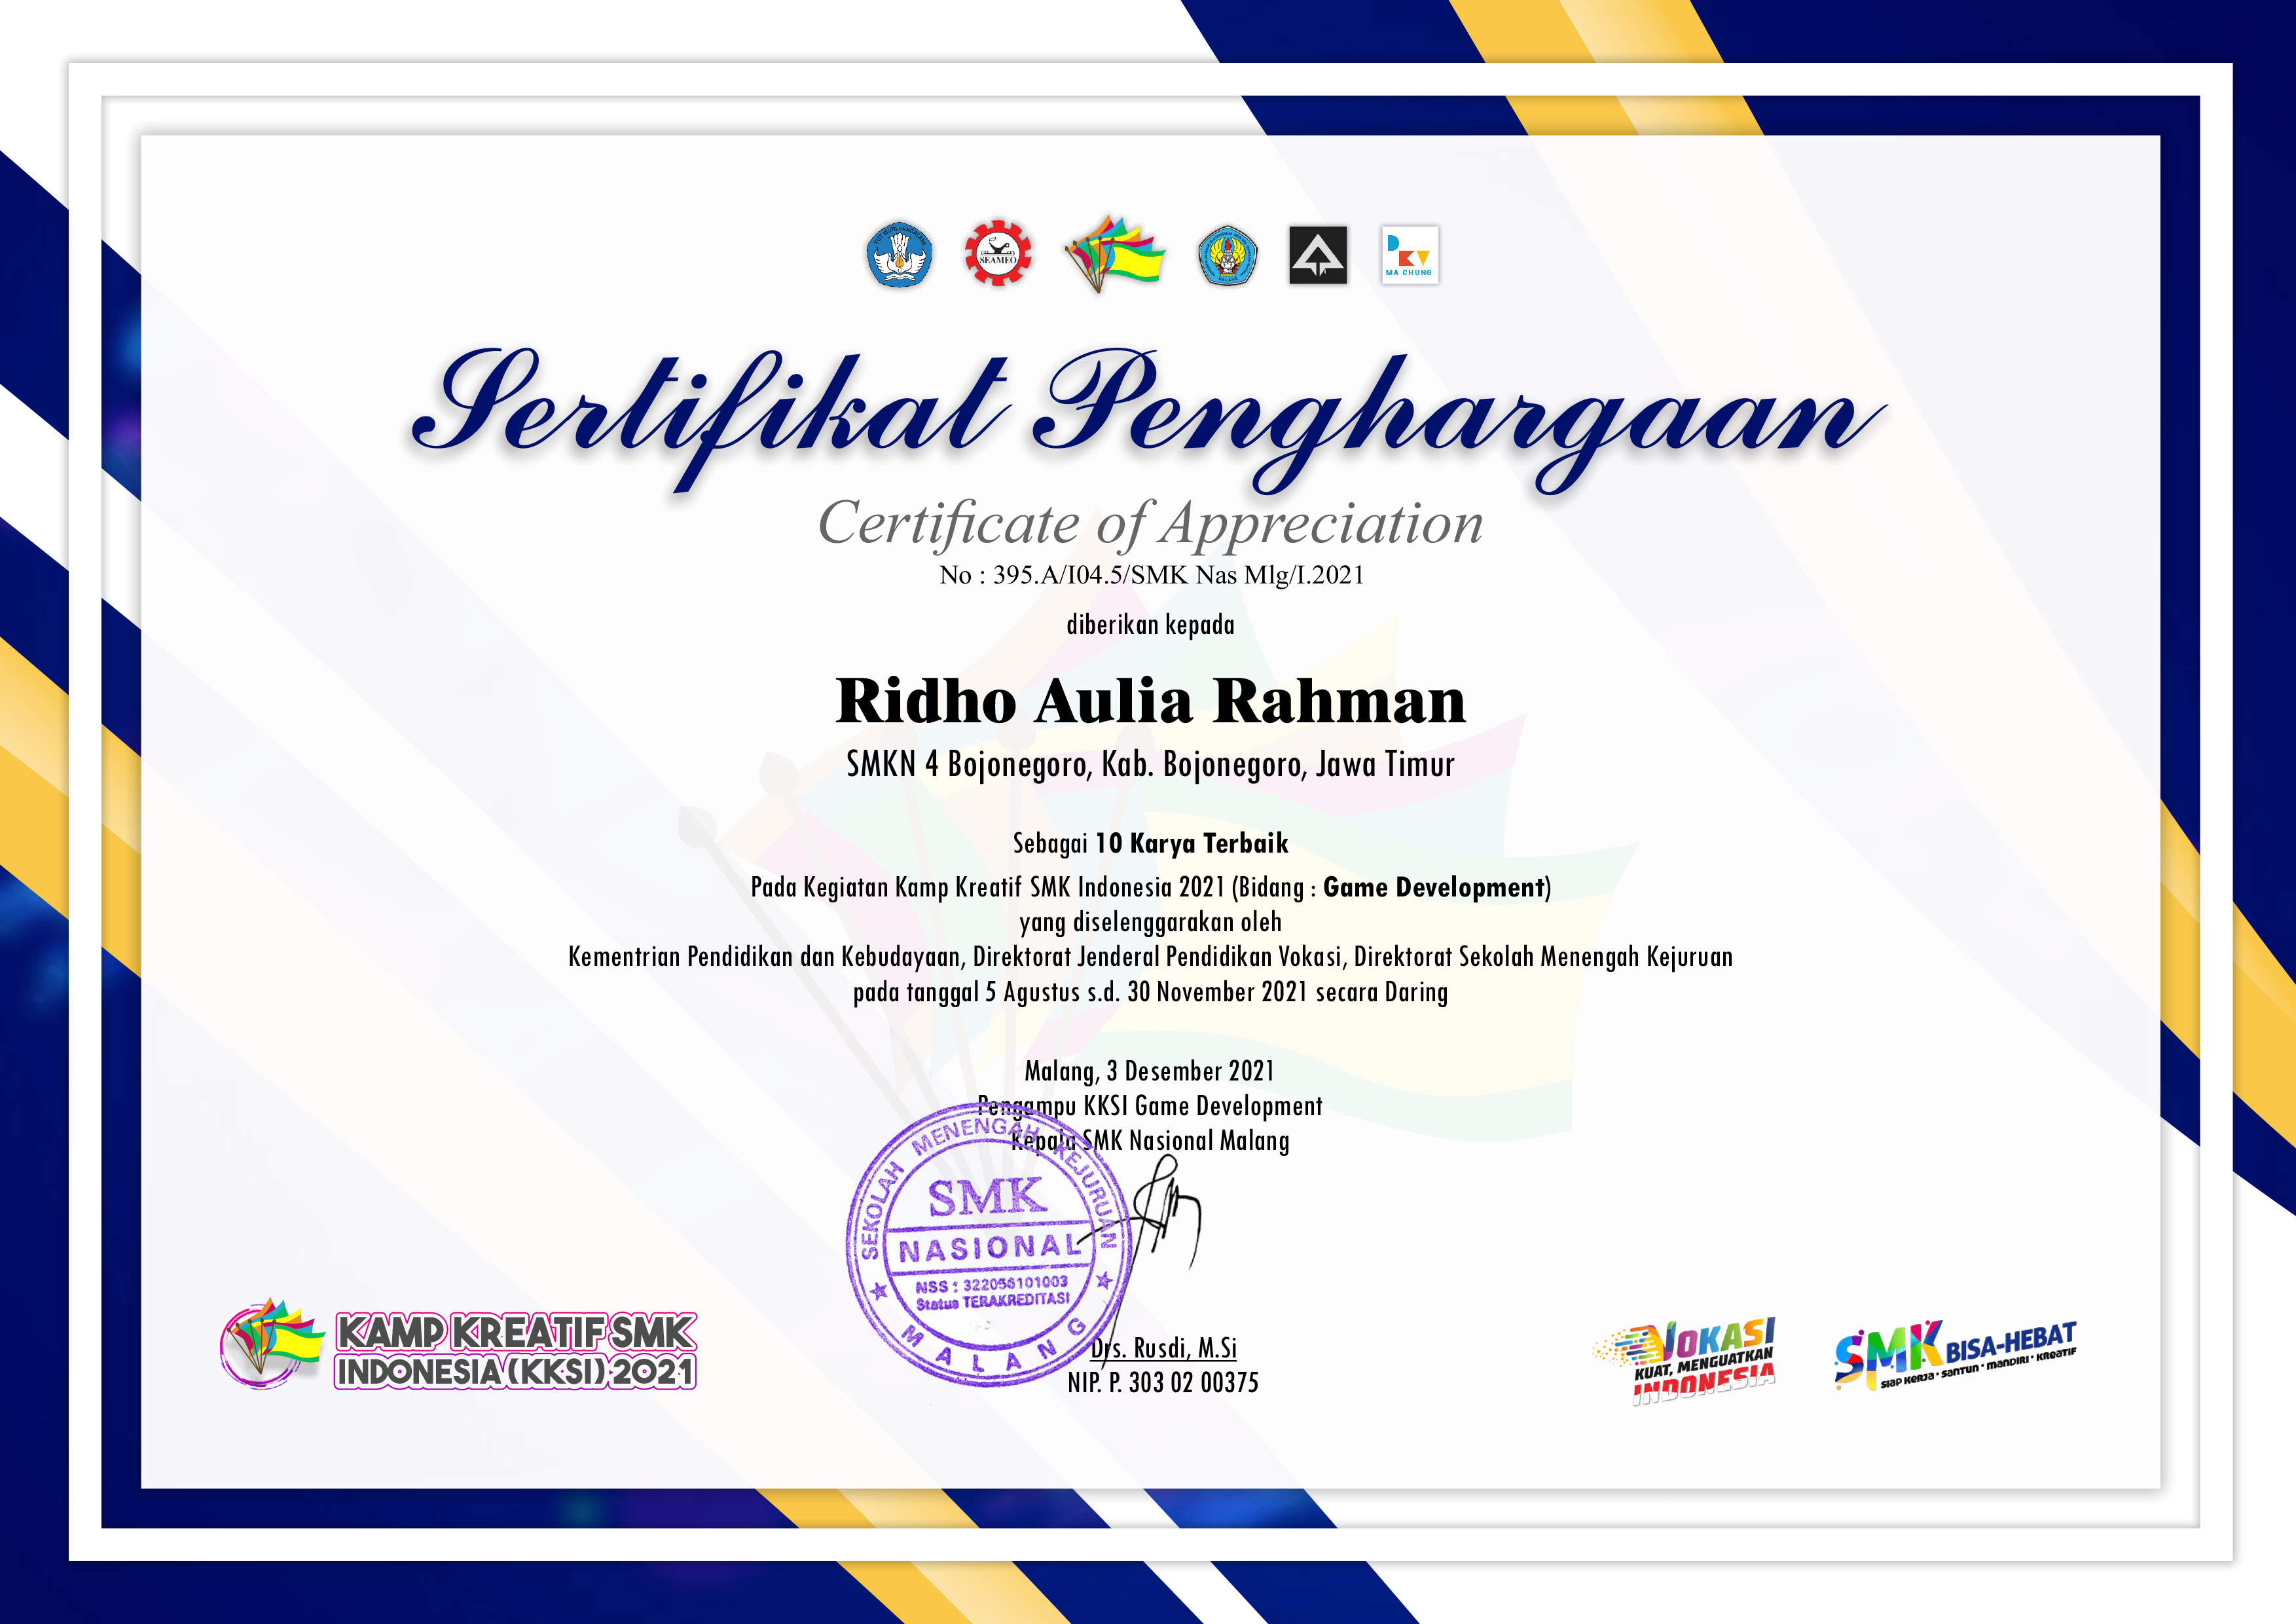 SEAMEO
DKV
MA CHUNG
Sertifikat Penghargaan
Certificate of Appreciation
No : 395.A/I04.5/SMK Nas Mlg/I.2021
diberikan kepada
Ridho Aulia Rahman
SMKN 4 Bojonegoro, Kab. Bojonegoro, Jawa Timur
Sebagai 10 Karya Terbaik
Pada Kegiatan Kamp Kreatif SMK Indonesia 2021 (Bidang : Game Development)
yang diselenggarakan oleh
Kementrian Pendidikan dan Kebudayaan, Direktorat Jenderal Pendidikan Vokasi, Direktorat Sekolah Menengah Kejuruan
pada tanggal 5 Agustus s.d. 30 November 2021 secara Daring
Malang, 3 Desember 2021
Pengampu KKSI Game Development
Kepala SMK Nasional Malang
SEKOLAH MENENGAH KEJURUAN
SMK
NASIONAL
NSS : 322056101003
Status TERAKREDITASI
MALANG
Drs. Rusdi, M.Si
NIP. P. 303 02 00375
KAMP KREATIF SMK
INDONESIA (KKSI) 2021
VOKASI
KUAT, MENGUATKAN
INDONESIA
SMK BISA-HEBAT
SIAP KERJA • SANTUN • MANDIRI • KREATIF